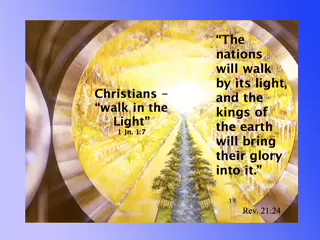 Christians –
“walk in the
Light”
1 Jn. 1:7
“The
nations
will walk
by its light,
and the
kings of
the earth
will bring
their glory
into it.”
18
Rev. 21:24